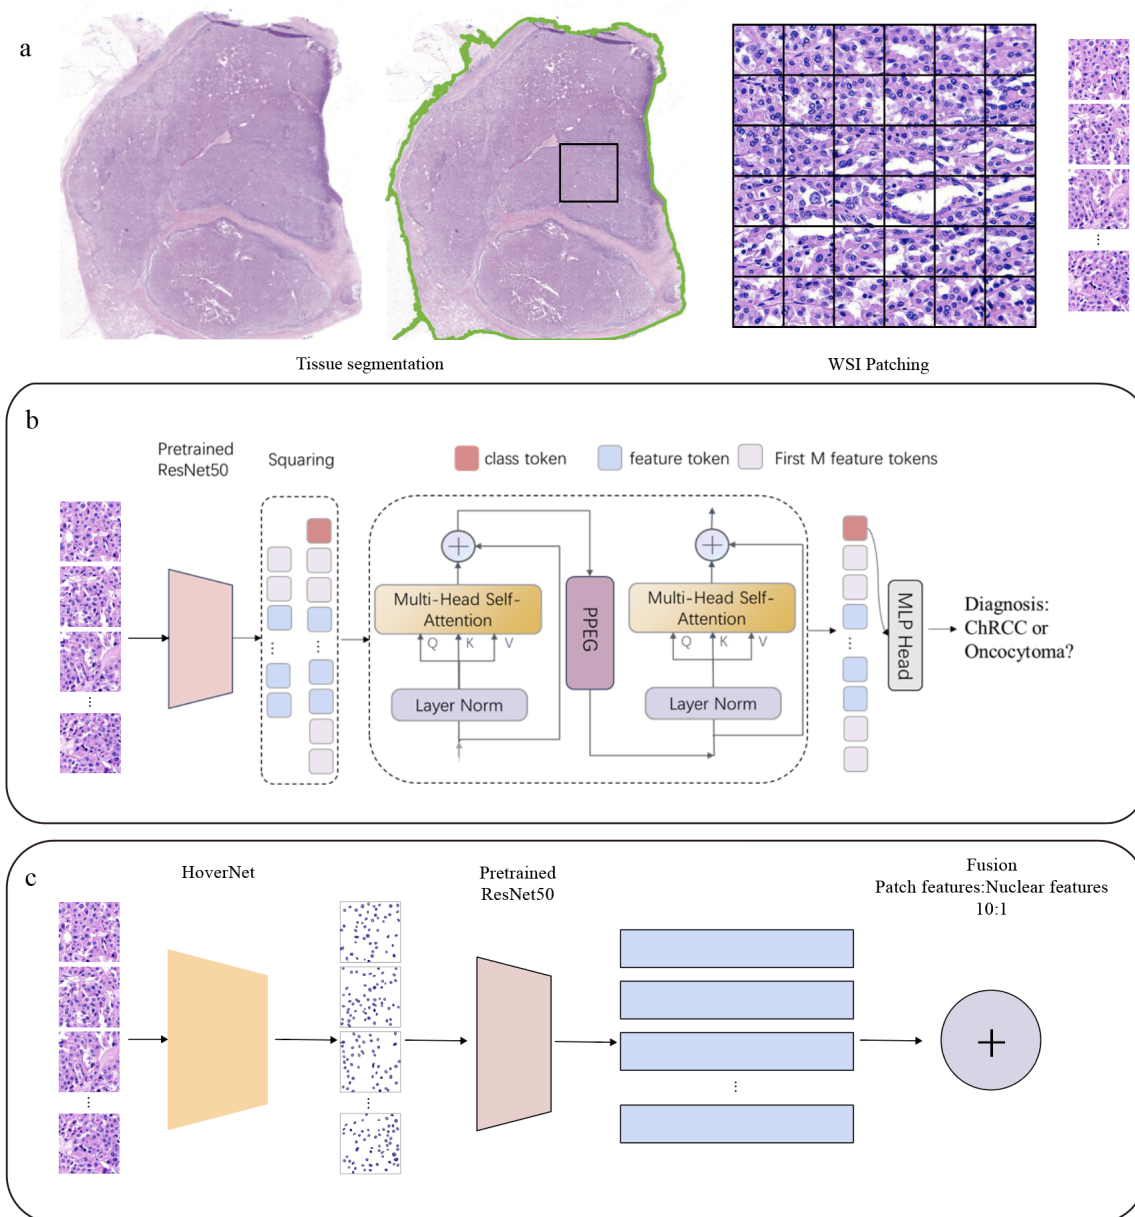 a
Tissue segmentation
WSI Patching
b
Pretrained
ResNet50
Squaring
class token
feature token
First M feature tokens
Multi-Head Self-
Attention
Q
K
V
Layer Norm
PPEG
Multi-Head Self-
Attention
Q
K
V
Layer Norm
MLP Head
Diagnosis:
ChRCC or
Oncocytoma?
c
HoverNet
Pretrained
ResNet50
Fusion
Patch features:Nuclear features
10:1